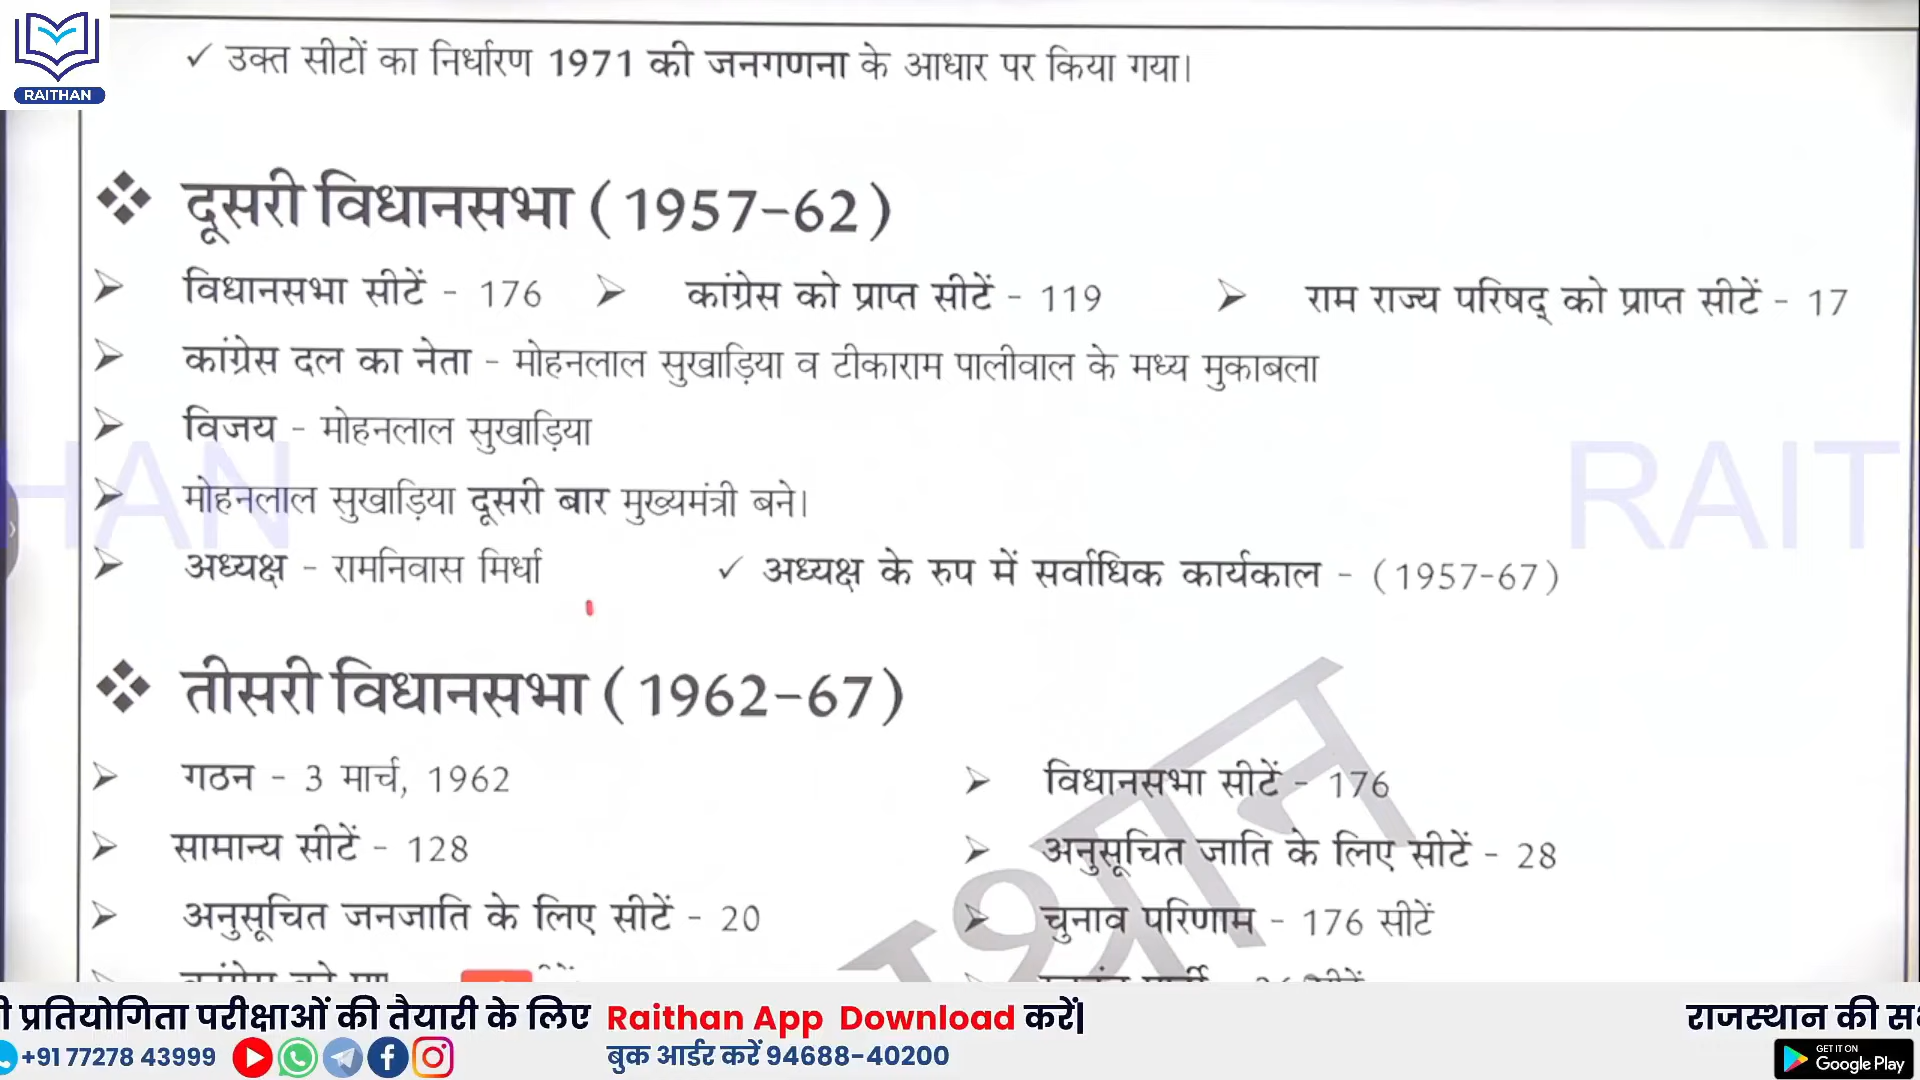 RAITHAN
✓ उक्त सीटों का निर्धारण 1971 की जनगणना के आधार पर किया गया।
❖ दूसरी विधानसभा (1957-62)
➢ विधानसभा सीटें - 176 ➢ कांग्रेस को प्राप्त सीटें - 119 ➢ राम राज्य परिषद् को प्राप्त सीटें - 17
➢ कांग्रेस दल का नेता - मोहनलाल सुखाड़िया व टीकाराम पालीवाल के मध्य मुकाबला
➢ विजय - मोहनलाल सुखाड़िया
➢ मोहनलाल सुखाड़िया दूसरी बार मुख्यमंत्री बने।
➢ अध्यक्ष - रामनिवास मिर्धा ✓ अध्यक्ष के रुप में सर्वाधिक कार्यकाल - (1957-67)
❖ तीसरी विधानसभा (1962-67)
➢ गठन - 3 मार्च, 1962 ➢ विधानसभा सीटें - 176
➢ सामान्य सीटें - 128 ➢ अनुसूचित जाति के लिए सीटें - 28
➢ अनुसूचित जनजाति के लिए सीटें - 20 ➢ चुनाव परिणाम - 176 सीटें
HAN RAIT
प्रतियोगिता परीक्षाओं की तैयारी के लिए Raithan App Download करें| राजस्थान की
+91 77278 43999 बुक आर्डर करें 94688-40200 GET IT ON Google Play